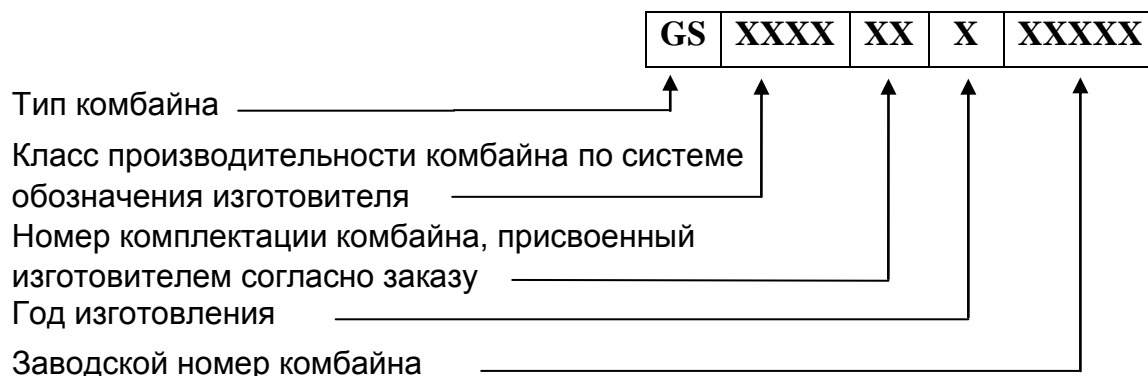 GS XXXX XX X XXXXX
Тип комбайна
Класс производительности комбайна по системе
обозначения изготовителя
Номер комплектации комбайна, присвоенный
изготовителем согласно заказу
Год изготовления
Заводской номер комбайна